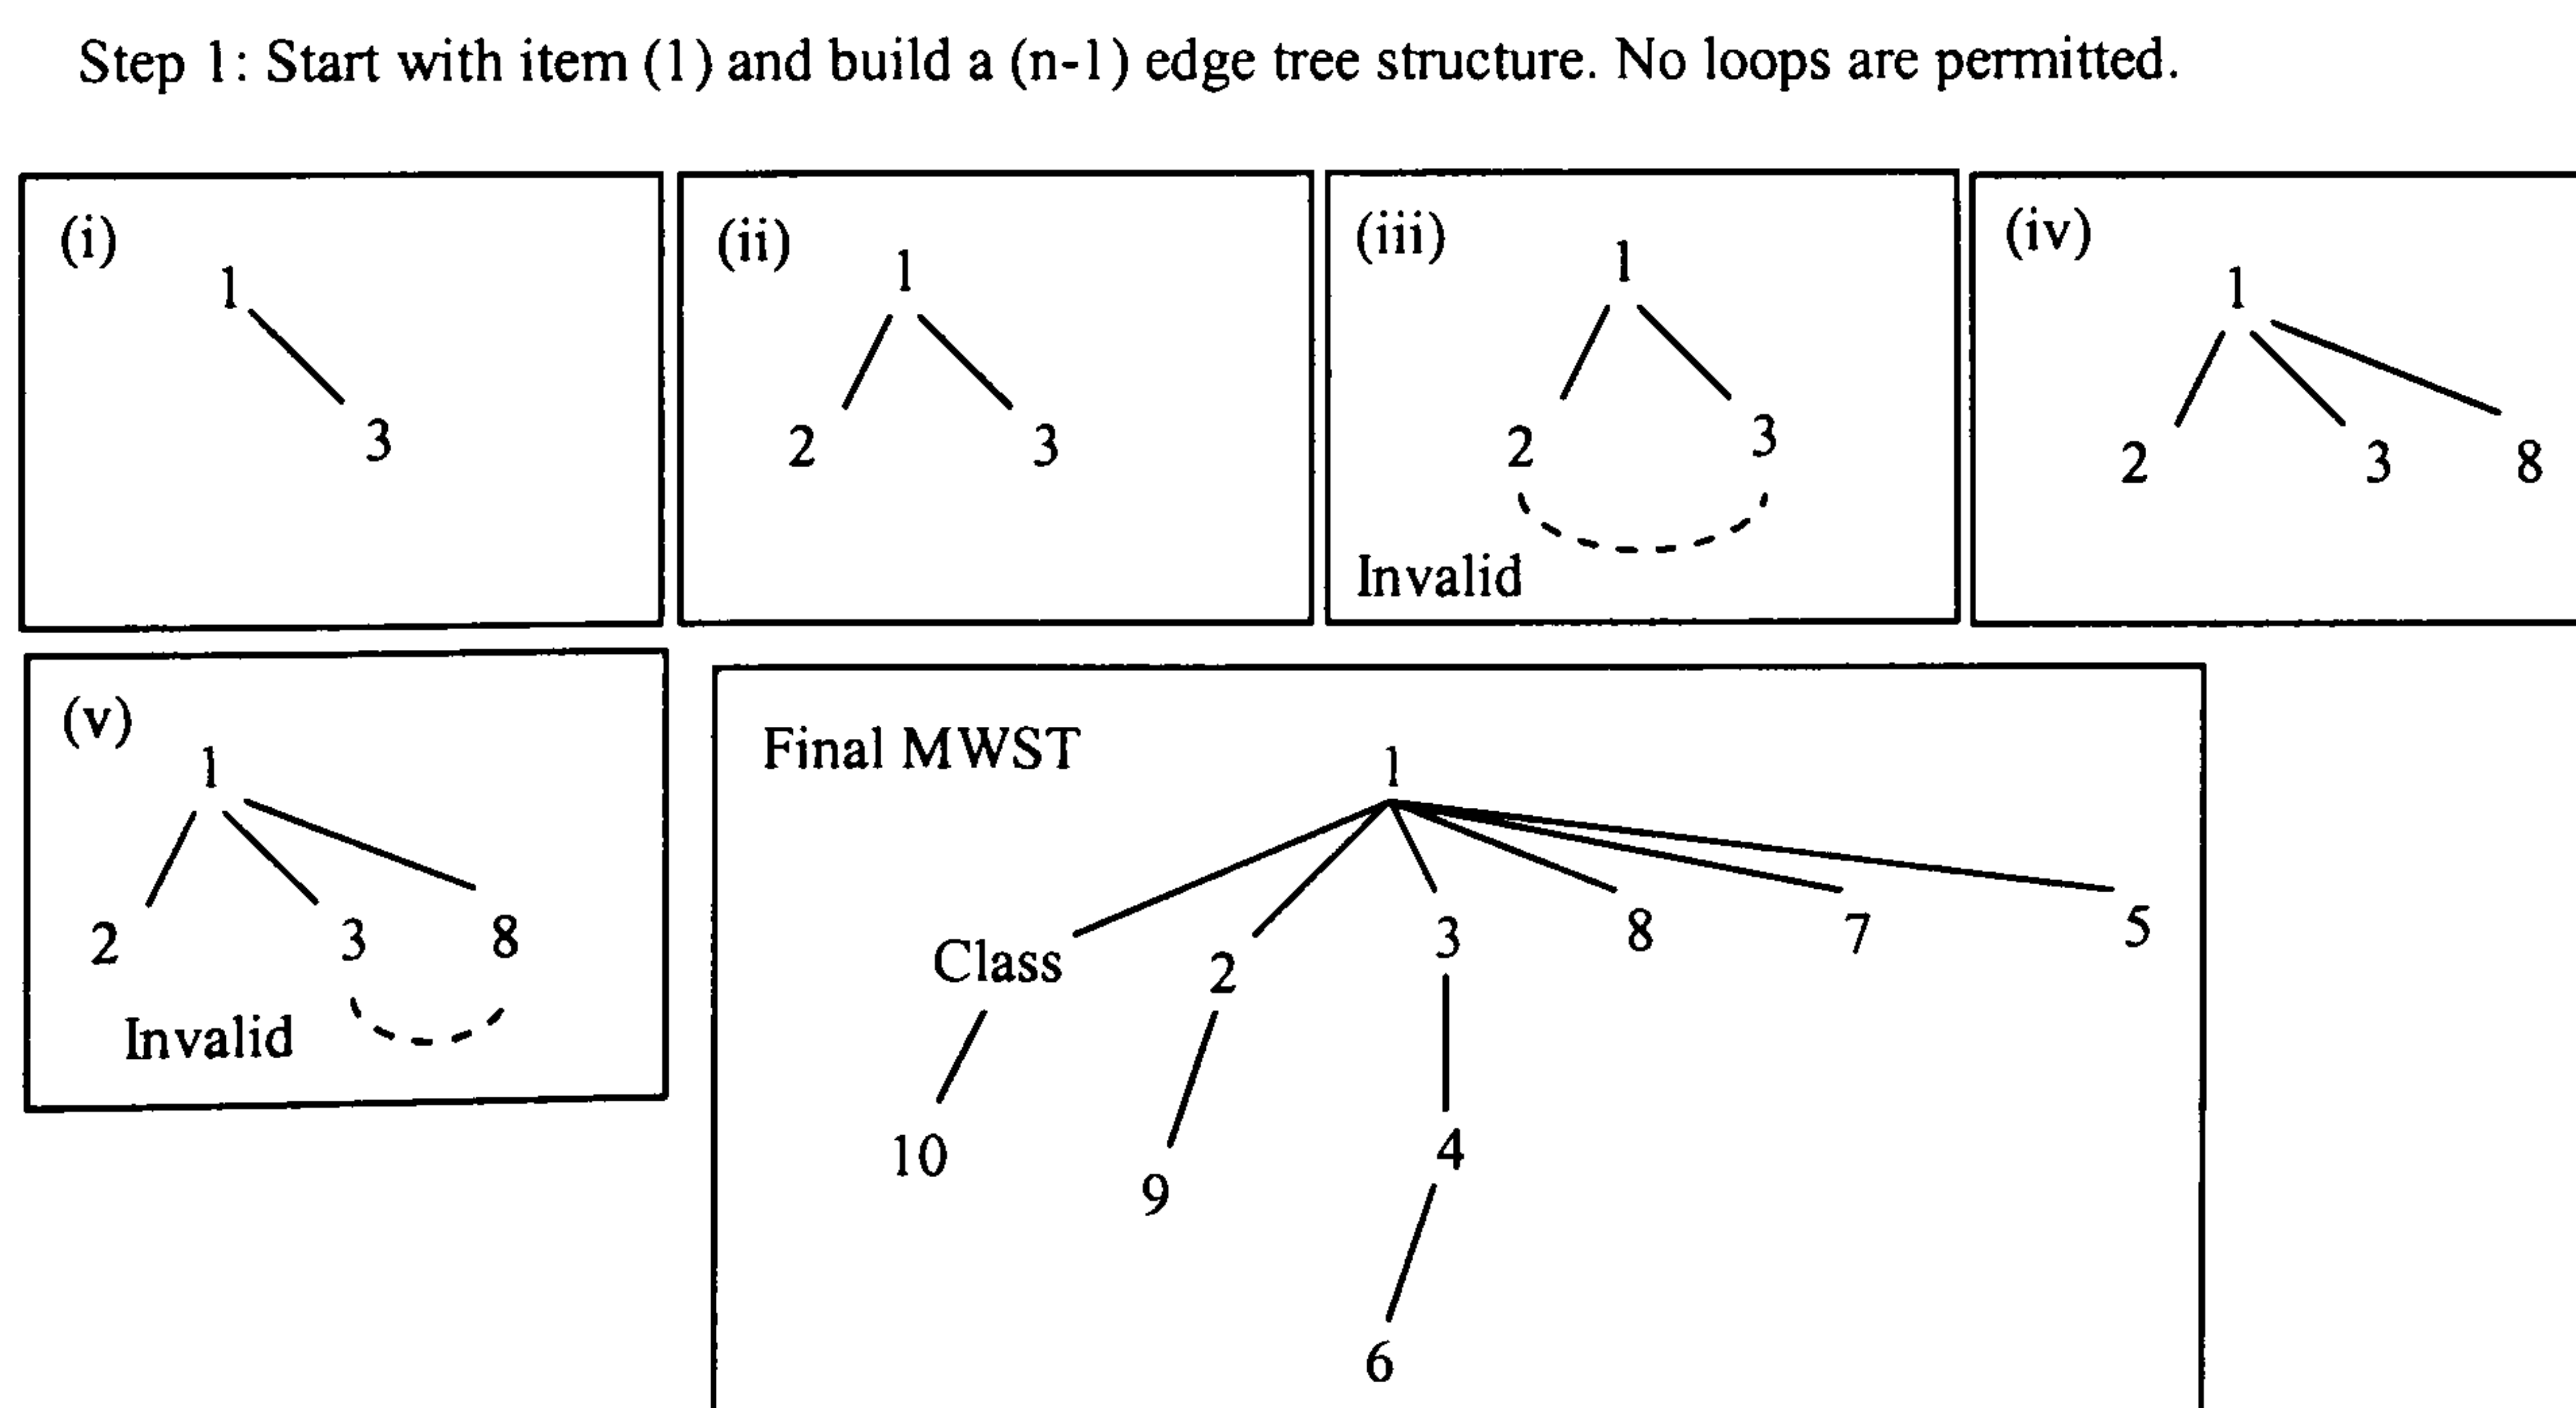 Step 1: Start with item (1) and build a (n-1) edge tree structure. No loops are permitted.
(i)
1
3
(ii)
1
2 3
(iii)
1
2 3
Invalid
(iv)
1
2 3 8
(v)
1
2 3 8
Invalid
Final MWST
1
Class 2 3 8 7 5
10 9 4
6